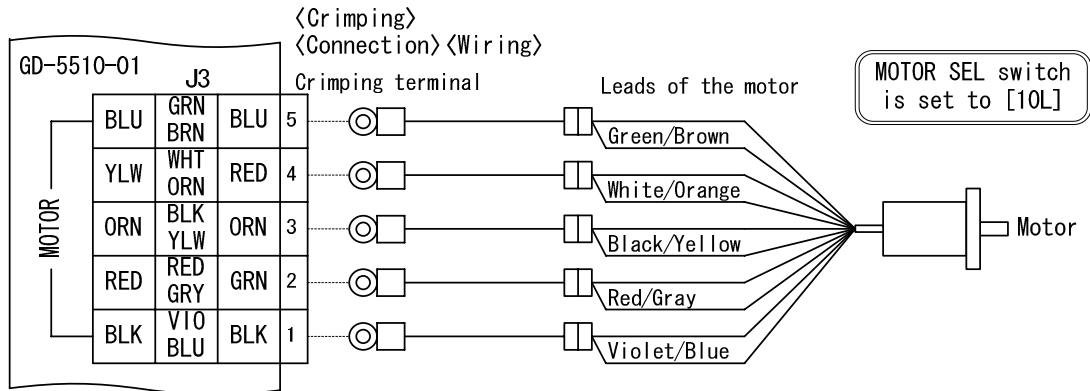 〈Crimping〉
〈Connection〉〈Wiring〉
GD-5510-01
J3
Crimping terminal
Leads of the motor
MOTOR SEL switch
is set to [10L]
MOTOR
BLU GRN BRN BLU 5
Green/Brown
YLW WHT ORN RED 4
White/Orange
ORN BLK YLW ORN 3
Black/Yellow
Motor
RED RED GRY GRN 2
Red/Gray
BLK VIO BLU BLK 1
Violet/Blue